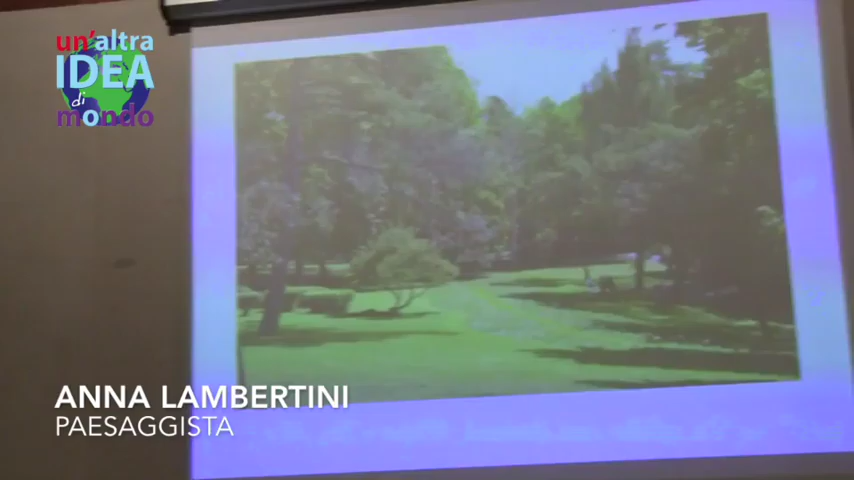 un'altra
IDEA
di
mondo
ANNA LAMBERTINI
PAESAGGISTA